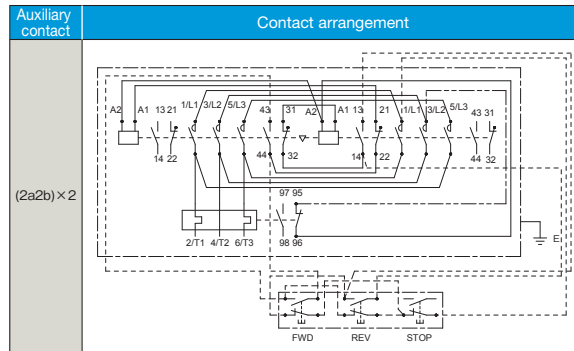 Auxiliary contact
Contact arrangement
(2a2b)×2
A2 A1 13 21 1/L1 3/L2 5/L3 43 31 A2 A1 13 21 1/L1 3/L2 5/L3 43 31
14 22 44 32 14 22 44 32
97 95
2/T1 4/T2 6/T3 98 96
E
FWD REV STOP